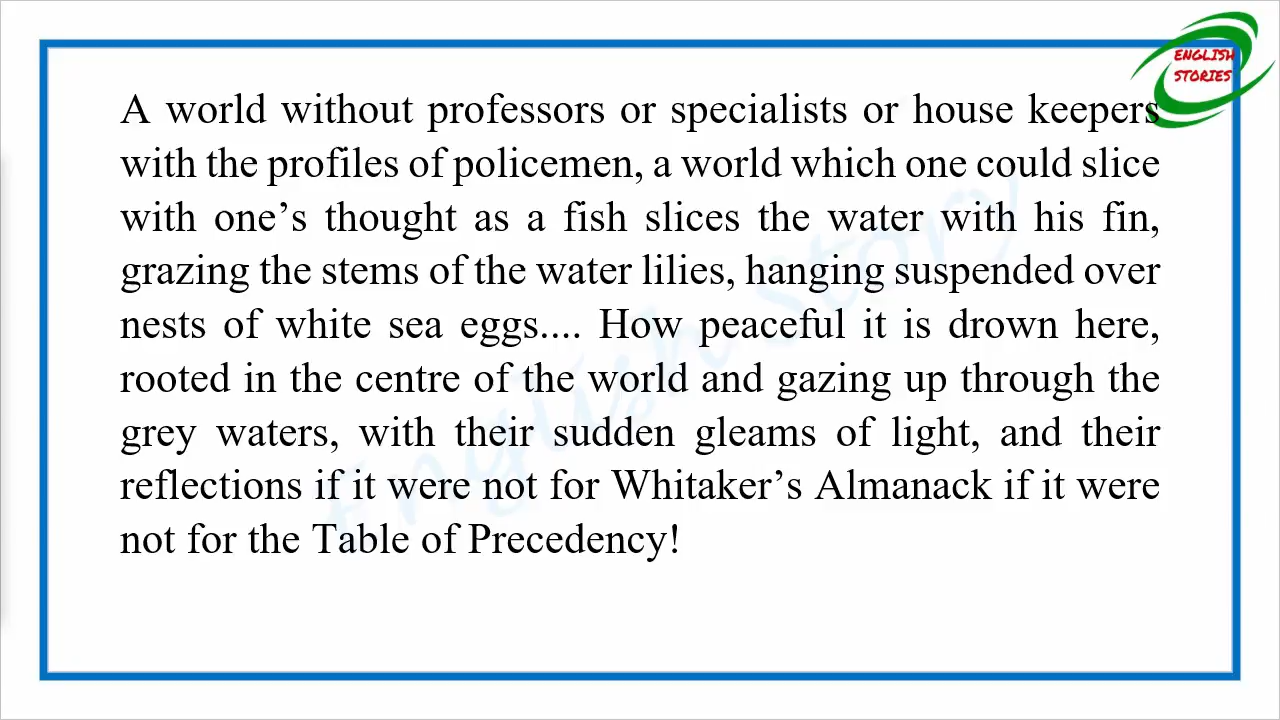 ENGLISH
STORIES
A world without professors or specialists or house keepers
with the profiles of policemen, a world which one could slice
with one’s thought as a fish slices the water with his fin,
grazing the stems of the water lilies, hanging suspended over
nests of white sea eggs.... How peaceful it is drown here,
rooted in the centre of the world and gazing up through the
grey waters, with their sudden gleams of light, and their
reflections if it were not for Whitaker’s Almanack if it were
not for the Table of Precedency!
English Story